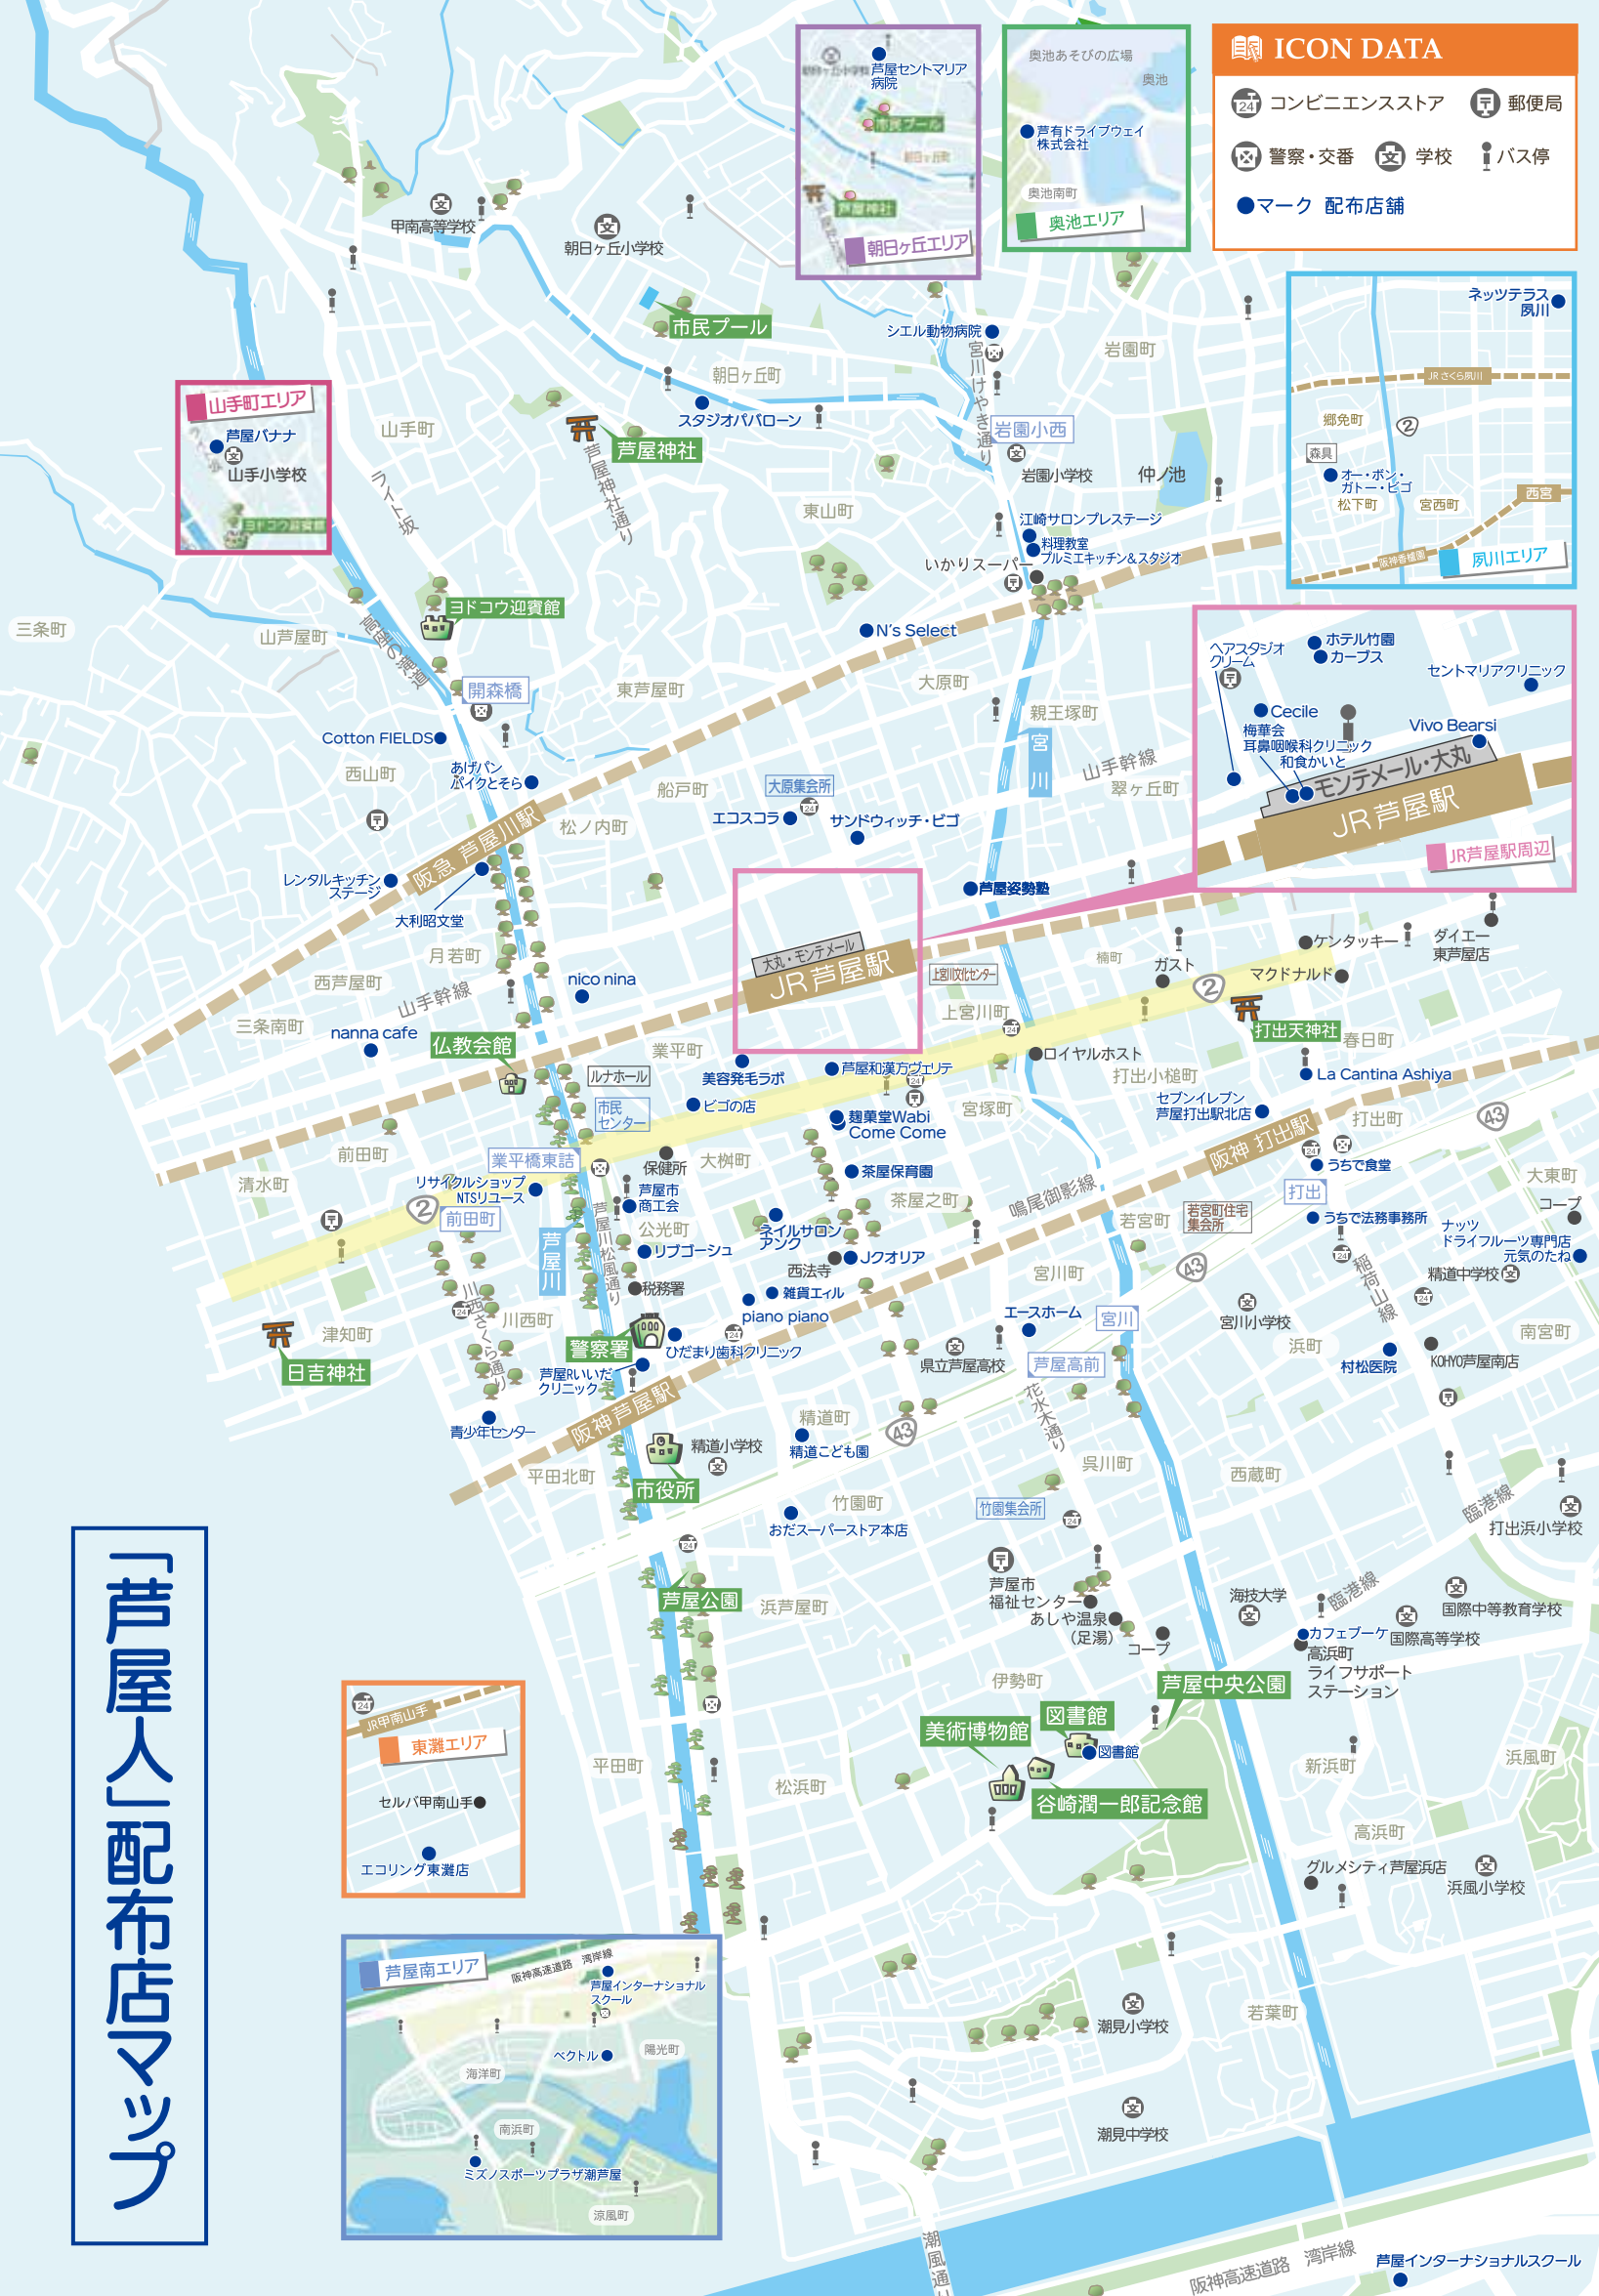 「芦屋人」配布店マップ
ICON DATA
コンビニエンスストア
郵便局
警察・交番
学校
バス停
マーク 配布店舗
芦屋セントマリア
病院
市民プール
朝日ヶ丘町
芦屋神社
朝日ヶ丘エリア
奥池あそびの広場
奥池
芦有ドライブウェイ
株式会社
奥池南町
奥池エリア
ネッツテラス
夙川
JRさくら夙川
郷免町
2
森具
オー・ボン・
ガトー・ビゴ
松下町
宮西町
西宮
阪神香櫨園
夙川エリア
甲南高等学校
朝日ヶ丘小学校
市民プール
シエル動物病院
岩園町
宮川けやき通り
朝日ヶ丘町
スタジオパパローン
山手町エリア
芦屋バナナ
山手小学校
ヨドコウ迎賓館
山手町
ライト坂
芦屋神社
芦屋神社通り
岩園小西
岩園小学校
仲ノ池
東山町
江崎サロンプレステージ
料理教室
プルミエキッチン&スタジオ
いかりスーパー
ヨドコウ迎賓館
三条町
山芦屋町
高座の滝道
N's Select
開森橋
東芦屋町
大原町
親王塚町
Cotton FIELDS
西山町
あげパン
バイクとそら
船戸町
大原集会所
エコスコラ
サンドウィッチ・ビゴ
宮川
山手幹線
翠ヶ丘町
松ノ内町
阪急 芦屋川駅
レンタルキッチン
ステージ
大利昭文堂
芦屋姿勢塾
ヘアスタジオ
クリーム
ホテル竹園
カーブス
セントマリアクリニック
Cecile
梅華会
耳鼻咽喉科クリニック
和食かいと
Vivo Bearsi
モンテメール・大丸
JR芦屋駅
JR芦屋駅周辺
月若町
西芦屋町
山手幹線
nico nina
三条南町
nanna cafe
仏教会館
大丸・モンテメール
JR芦屋駅
上宮川文化センター
上宮川町
楠町
ガスト
ケンタッキー
マクドナルド
ダイエー
東芦屋店
2
打出天神社
春日町
業平町
ルナホール
美容発毛ラボ
芦屋和漢方ヴェリテ
ロイヤルホスト
打出小槌町
La Cantina Ashiya
市民
センター
ビゴの店
麹菓堂Wabi
Come Come
宮塚町
セブンイレブン
芦屋打出駅北店
打出町
43
阪神 打出駅
前田町
業平橋東詰
保健所
大桝町
茶屋保育園
うちで食堂
清水町
リサイクルショップ
NTSリユース
芦屋市
商工会
茶屋之町
鳴尾御影線
打出
大東町
コープ
2
前田町
芦屋川
芦屋川松風通り
公光町
ネイルサロン
アンク
若宮町
若宮町住宅
集会所
うちで法務事務所
ナッツ
ドライフルーツ専門店
元気のたね
リブゴーシュ
Jクオリア
西法寺
43
稲荷山線
精道中学校
税務署
雑貨エィル
piano piano
宮川町
川西さくら通り
川西町
津知町
日吉神社
警察署
ひだまり歯科クリニック
エースホーム
宮川
宮川小学校
浜町
南宮町
村松医院
KOHYO芦屋南店
芦屋Rいいだ
クリニック
県立芦屋高校
芦屋高前
阪神芦屋駅
青少年センター
精道町
精道こども園
43
花水木通り
精道小学校
市役所
平田北町
呉川町
西蔵町
竹園町
竹園集会所
おだスーパーストア本店
臨港線
打出浜小学校
芦屋公園
浜芦屋町
芦屋市
福祉センター
あしや温泉
(足湯)
コープ
海技大学
臨港線
国際中等教育学校
国際高等学校
カフェブーケ
高浜町
ライフサポート
ステーション
伊勢町
芦屋中央公園
図書館
図書館
美術博物館
谷崎潤一郎記念館
平田町
松浜町
新浜町
浜風町
高浜町
グルメシティ芦屋浜店
浜風小学校
JR甲南山手
東灘エリア
セルバ甲南山手
エコリング東灘店
芦屋南エリア
阪神高速道路 湾岸線
芦屋インターナショナル
スクール
ベクトル
陽光町
海洋町
南浜町
ミズノスポーツプラザ潮芦屋
涼風町
潮見小学校
若葉町
潮見中学校
潮風通り
阪神高速道路 湾岸線
芦屋インターナショナルスクール